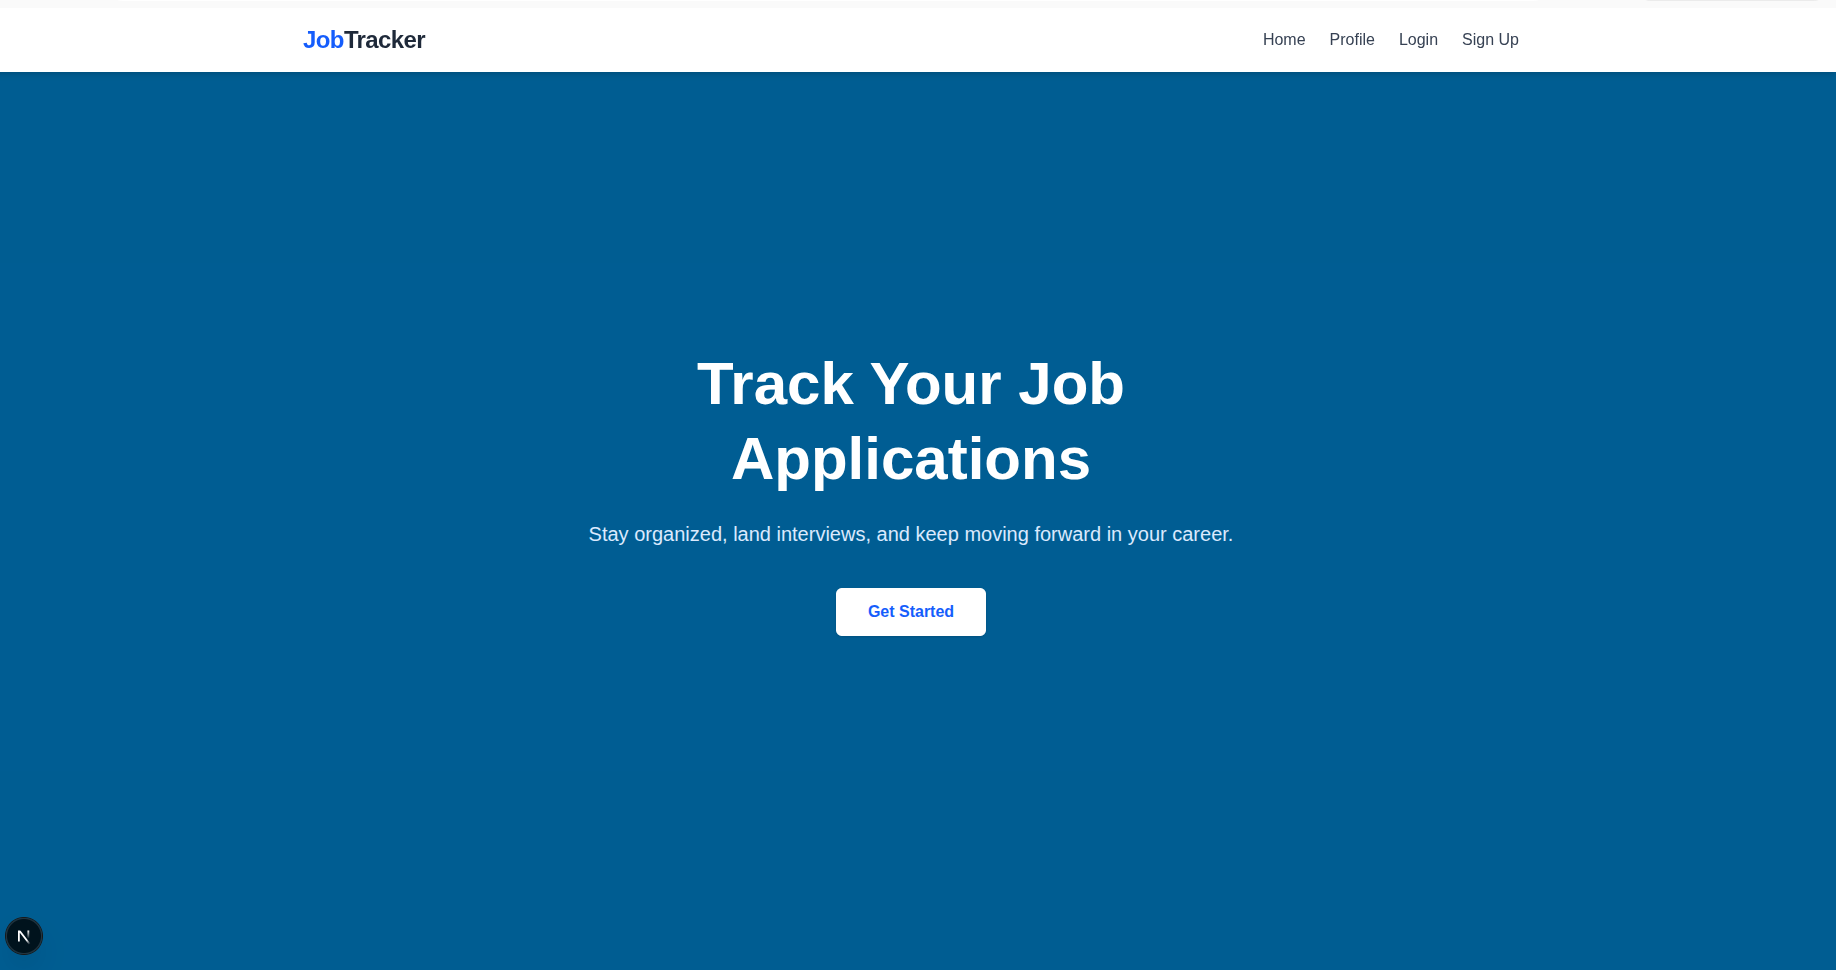 JobTracker
Home Profile Login Sign Up
Track Your Job
Applications
Stay organized, land interviews, and keep moving forward in your career.
Get Started
N